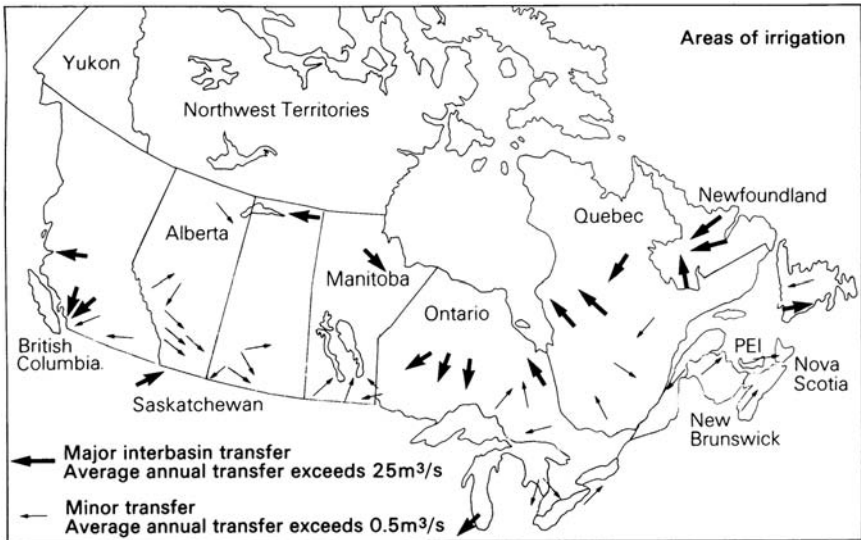 Areas of irrigation
Yukon
Northwest Territories
Newfoundland
Quebec
Alberta
Manitoba
Ontario
British
Columbia.
PEI
Nova
Scotia
Saskatchewan
New
Brunswick
Major interbasin transfer
Average annual transfer exceeds 25m³/s
Minor transfer
Average annual transfer exceeds 0.5m³/s